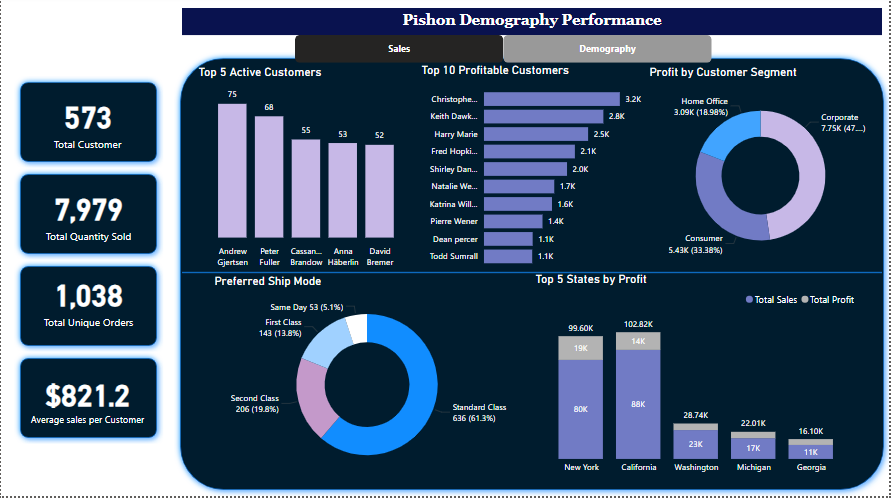 Pishon Demography Performance
Sales
Demography
573
Total Customer
7,979
Total Quantity Sold
1,038
Total Unique Orders
$821.2
Average sales per Customer
Top 5 Active Customers
75
68
55
53
52
Andrew Gjertsen
Peter Fuller
Cassan... Brandow
Anna Häberlin
David Bremer
Top 10 Profitable Customers
Christophe... 3.2K
Keith Dawk... 2.8K
Harry Marie 2.5K
Fred Hopki... 2.1K
Shirley Dan... 2.0K
Natalie We... 1.7K
Katrina Will... 1.6K
Pierre Wener 1.4K
Dean percer 1.1K
Todd Sumrall 1.1K
Profit by Customer Segment
Home Office
3.09K (18.98%)
Corporate
7.75K (47....)
Consumer
5.43K (33.38%)
Preferred Ship Mode
Same Day 53 (5.1%)
First Class
143 (13.8%)
Second Class
206 (19.8%)
Standard Class
636 (61.3%)
Top 5 States by Profit
Total Sales
Total Profit
99.60K
19K
80K
102.82K
14K
88K
28.74K
23K
22.01K
17K
16.10K
11K
New York
California
Washington
Michigan
Georgia